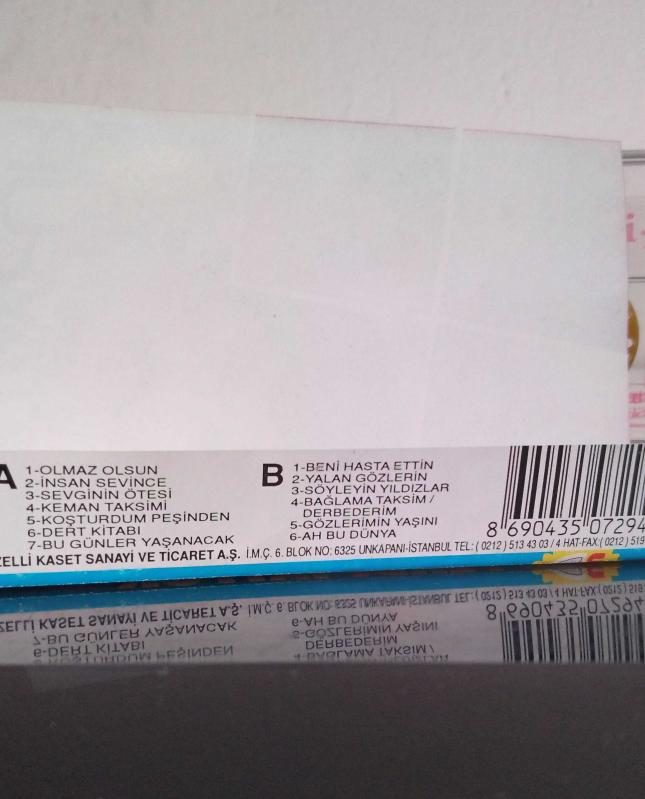 A
1-OLMAZ OLSUN
2-İNSAN SEVİNCE
3-SEVGİNİN ÖTESİ
4-KEMAN TAKSİMİ
5-KOŞTURDUM PEŞİNDEN
6-DERT KİTABI
7-BU GÜNLER YAŞANACAK
B
1-BENİ HASTA ETTİN
2-YALAN GÖZLERİN
3-SÖYLEYİN YILDIZLAR
4-BAĞLAMA TAKSİM /
DERBEDERİM
5-GÖZLERİMİN YAŞINI
6-AH BU DÜNYA
8 690435 07294
ZELLİ KASET SANAYİ VE TİCARET A.Ş. İ.M.Ç. 6. BLOK NO: 6325 UNKAPANI-İSTANBUL TEL: ( 0212 ) 513 43 03 / 4 HAT-FAX: ( 0212 ) 519